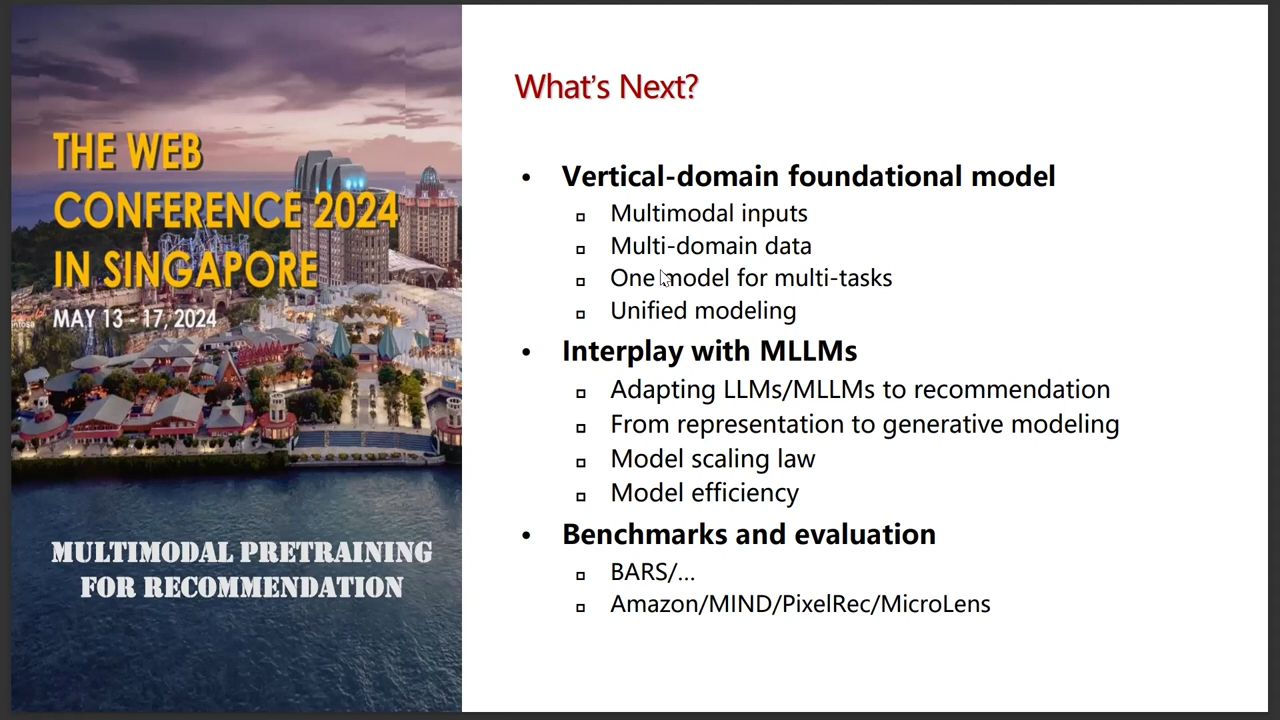 THE WEB
CONFERENCE 2024
IN SINGAPORE
MAY 13 - 17, 2024
MULTIMODAL PRETRAINING
FOR RECOMMENDATION
What's Next?
• Vertical-domain foundational model
▫ Multimodal inputs
▫ Multi-domain data
▫ One model for multi-tasks
▫ Unified modeling
• Interplay with MLLMs
▫ Adapting LLMs/MLLMs to recommendation
▫ From representation to generative modeling
▫ Model scaling law
▫ Model efficiency
• Benchmarks and evaluation
▫ BARS/...
▫ Amazon/MIND/PixelRec/MicroLens